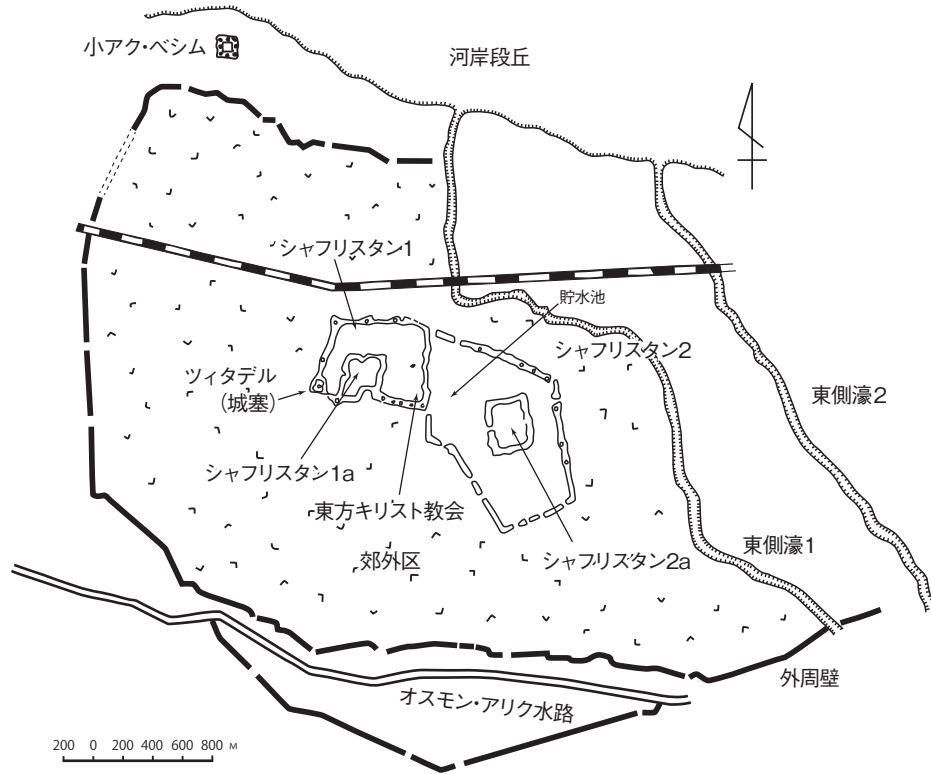 小アク・ベシム
河岸段丘
シャフリスタン1
貯水池
シャフリスタン2
ツィタデル
(城塞)
東側濠2
シャフリスタン1a
東方キリスト教会
東側濠1
郊外区
シャフリスタン2a
外周壁
オスモン・アリク水路
200 0 200 400 600 800 м